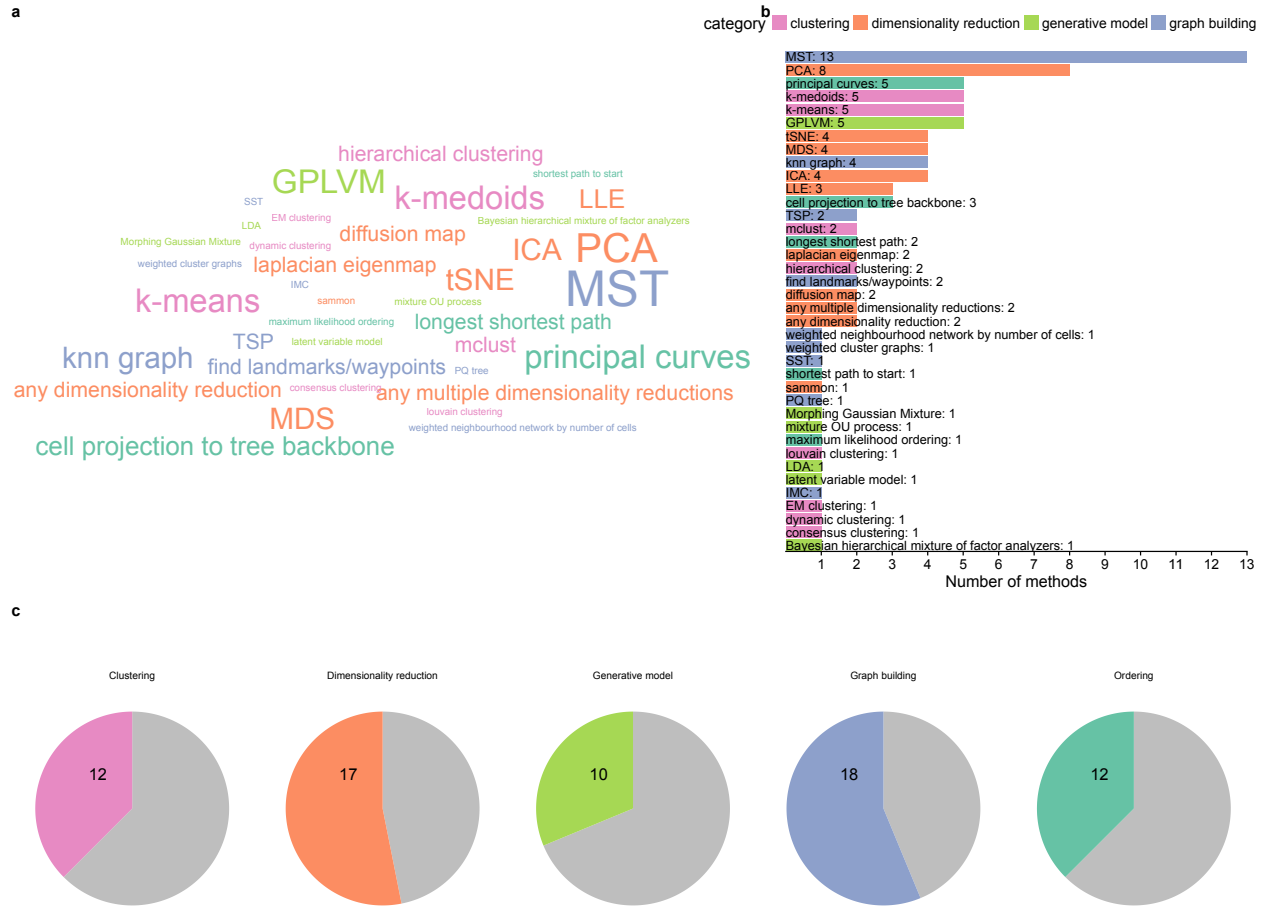 a
hierarchical clustering
shortest path to start
GPLVM
k-medoids
LLE
SST
EM clustering
Bayesian hierarchical mixture of factor analyzers
LDA
diffusion map
Morphing Gaussian Mixture
dynamic clustering
ICA
PCA
weighted cluster graphs
laplacian eigenmap
tSNE
MST
IMC
k-means
sammon
mixture OU process
maximum likelihood ordering
longest shortest path
TSP
latent variable model
mclust
knn graph
find landmarks/waypoints
PQ tree
principal curves
any dimensionality reduction
consensus clustering
any multiple dimensionality reductions
MDS
louvain clustering
weighted neighbourhood network by number of cells
cell projection to tree backbone
b
category clustering dimensionality reduction generative model graph building
MST: 13
PCA: 8
principal curves: 5
k-medoids: 5
k-means: 5
GPLVM: 5
tSNE: 4
MDS: 4
knn graph: 4
ICA: 4
LLE: 3
cell projection to tree backbone: 3
TSP: 2
mclust: 2
longest shortest path: 2
laplacian eigenmap: 2
hierarchical clustering: 2
find landmarks/waypoints: 2
diffusion map: 2
any multiple dimensionality reductions: 2
any dimensionality reduction: 2
weighted neighbourhood network by number of cells: 1
weighted cluster graphs: 1
SST: 1
shortest path to start: 1
sammon: 1
PQ tree: 1
Morphing Gaussian Mixture: 1
mixture OU process: 1
maximum likelihood ordering: 1
louvain clustering: 1
LDA: 1
latent variable model: 1
IMC: 1
EM clustering: 1
dynamic clustering: 1
consensus clustering: 1
Bayesian hierarchical mixture of factor analyzers: 1
1 2 3 4 5 6 7 8 9 10 11 12 13
Number of methods
c
Clustering
Dimensionality reduction
Generative model
Graph building
Ordering
12
17
10
18
12